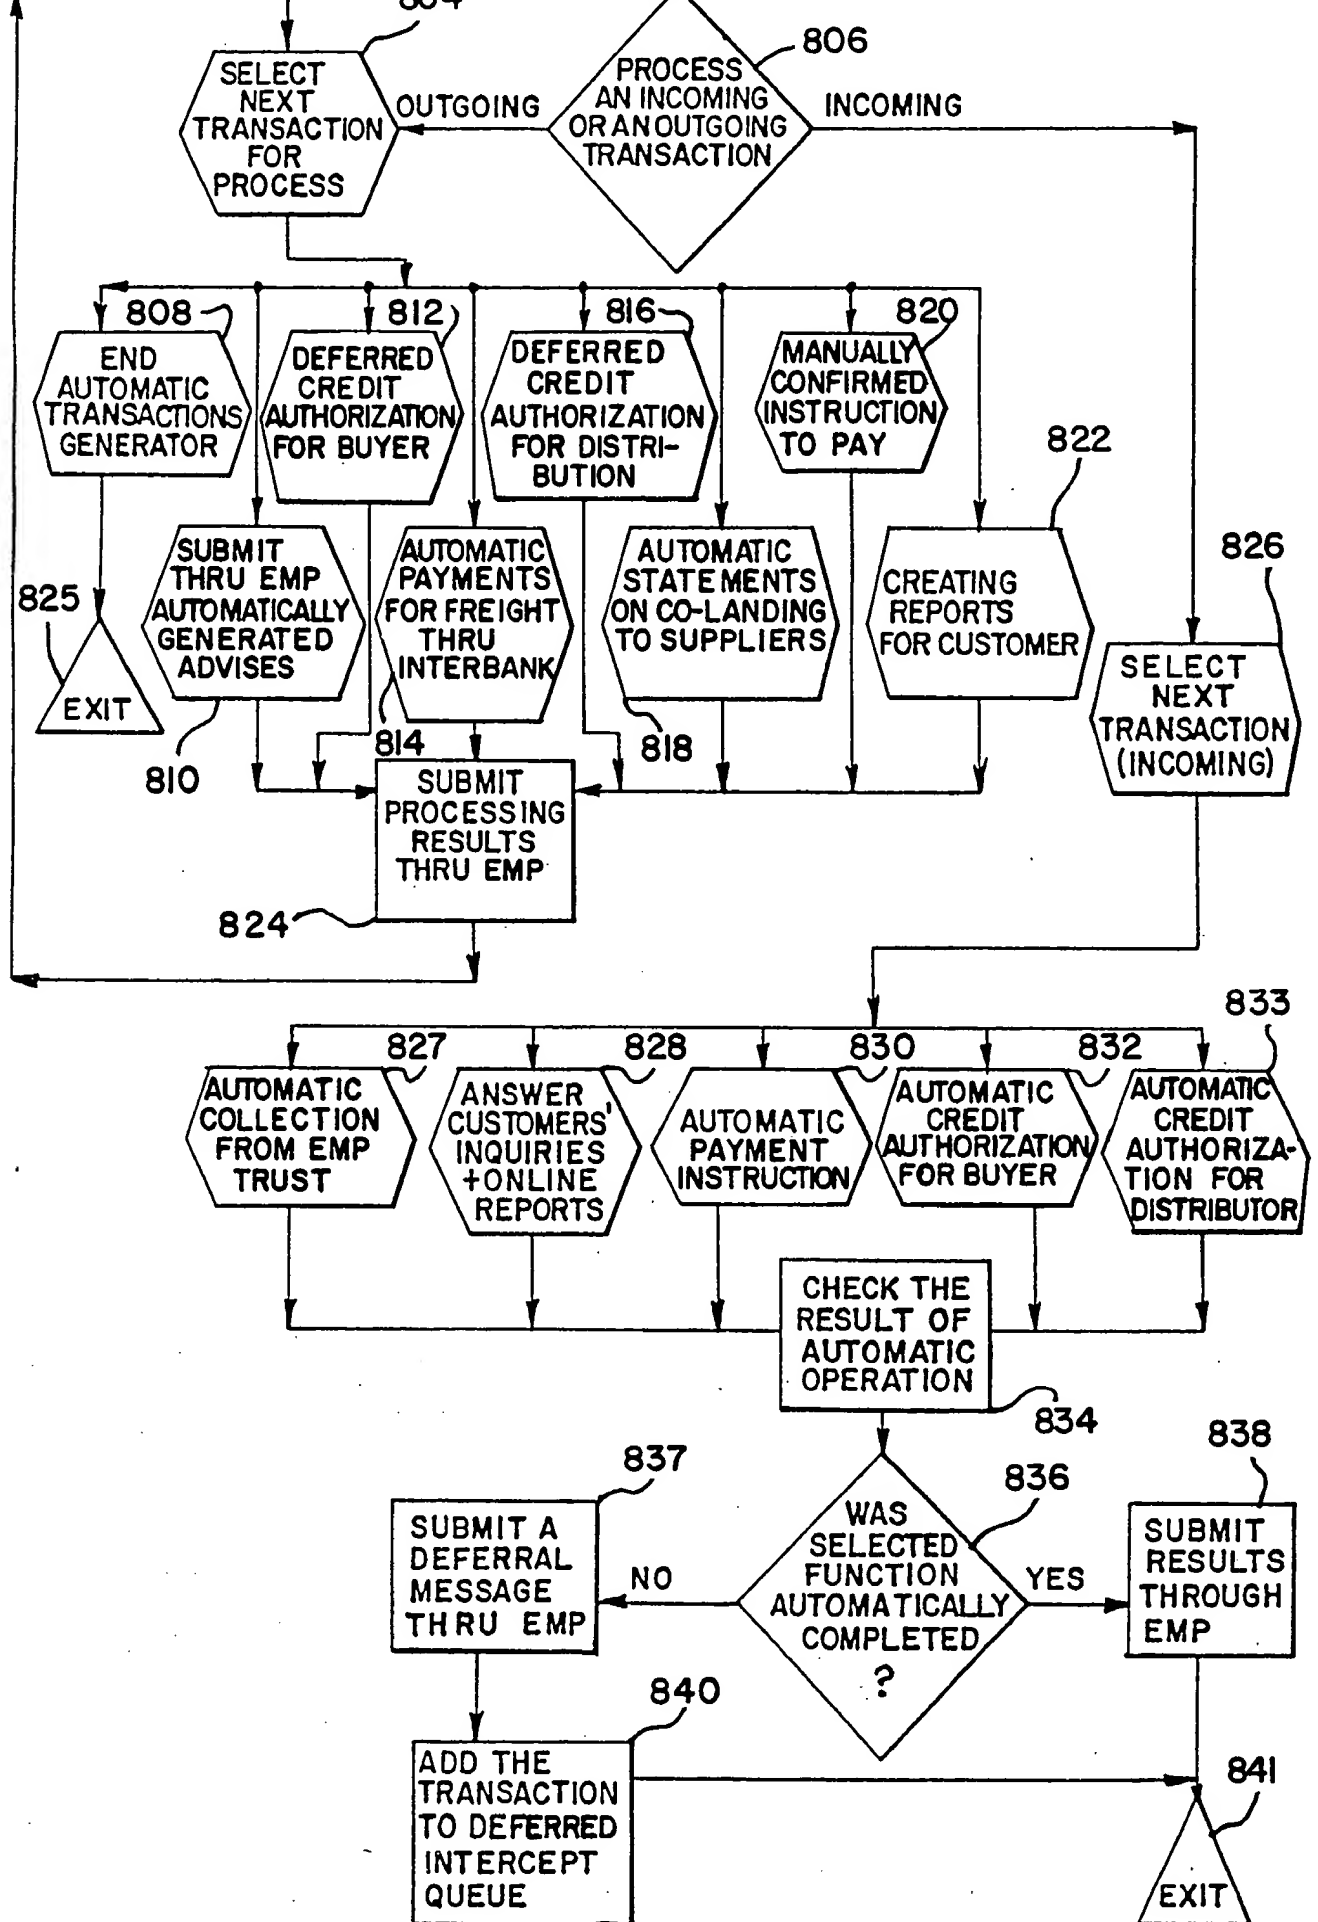 804
806
SELECT
NEXT
TRANSACTION
FOR
PROCESS
OUTGOING
PROCESS
AN INCOMING
OR AN OUTGOING
TRANSACTION
INCOMING
808
812
816
820
END
AUTOMATIC
TRANSACTIONS
GENERATOR
DEFERRED
CREDIT
AUTHORIZATION
FOR BUYER
DEFERRED
CREDIT
AUTHORIZATION
FOR DISTRI-
BUTION
MANUALLY
CONFIRMED
INSTRUCTION
TO PAY
822
826
825
EXIT
SUBMIT
THRU EMP
AUTOMATICALLY
GENERATED
ADVISES
810
AUTOMATIC
PAYMENTS
FOR FREIGHT
THRU
INTERBANK
814
AUTOMATIC
STATEMENTS
ON CO-LANDING
TO SUPPLIERS
818
CREATING
REPORTS
FOR CUSTOMER
SELECT
NEXT
TRANSACTION
(INCOMING)
SUBMIT
PROCESSING
RESULTS
THRU EMP
824
833
827
828
830
832
AUTOMATIC
COLLECTION
FROM EMP
TRUST
ANSWER
CUSTOMERS'
INQUIRIES
+ONLINE
REPORTS
AUTOMATIC
PAYMENT
INSTRUCTION
AUTOMATIC
CREDIT
AUTHORIZATION
FOR BUYER
AUTOMATIC
CREDIT
AUTHORIZA-
TION FOR
DISTRIBUTOR
CHECK THE
RESULT OF
AUTOMATIC
OPERATION
834
837
836
838
SUBMIT A
DEFERRAL
MESSAGE
THRU EMP
NO
WAS
SELECTED
FUNCTION
AUTOMATICALLY
COMPLETED
?
YES
SUBMIT
RESULTS
THROUGH
EMP
840
841
ADD THE
TRANSACTION
TO DEFERRED
INTERCEPT
QUEUE
EXIT